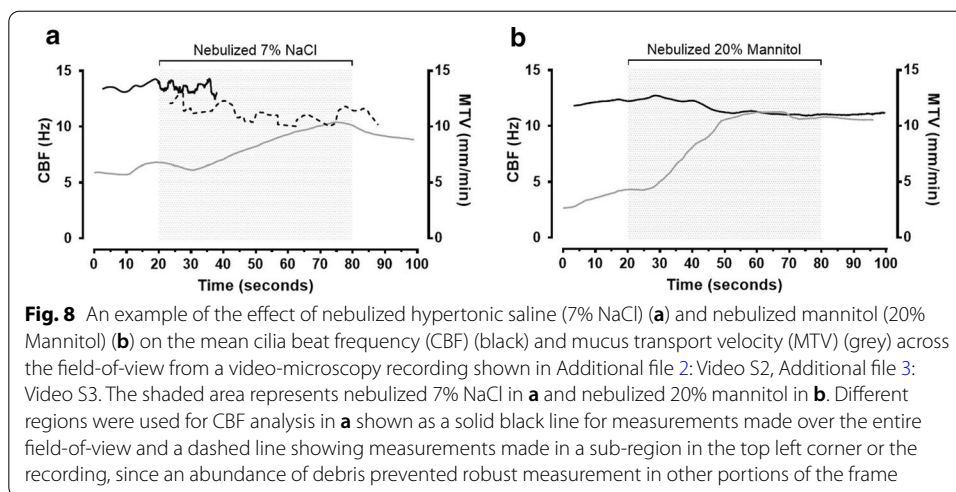 a
Nebulized 7% NaCl
15
10
5
0
CBF (Hz)
15
10
5
0
MTV (mm/min)
0 10 20 30 40 50 60 70 80 90 100
Time (seconds)
b
Nebulized 20% Mannitol
15
10
5
0
CBF (Hz)
15
10
5
0
MTV (mm/min)
0 10 20 30 40 50 60 70 80 90 100
Time (seconds)
Fig. 8 An example of the effect of nebulized hypertonic saline (7% NaCl) (a) and nebulized mannitol (20%
Mannitol) (b) on the mean cilia beat frequency (CBF) (black) and mucus transport velocity (MTV) (grey) across
the field-of-view from a video-microscopy recording shown in Additional file 2: Video S2, Additional file 3:
Video S3. The shaded area represents nebulized 7% NaCl in a and nebulized 20% mannitol in b. Different
regions were used for CBF analysis in a shown as a solid black line for measurements made over the entire
field-of-view and a dashed line showing measurements made in a sub-region in the top left corner or the
recording, since an abundance of debris prevented robust measurement in other portions of the frame